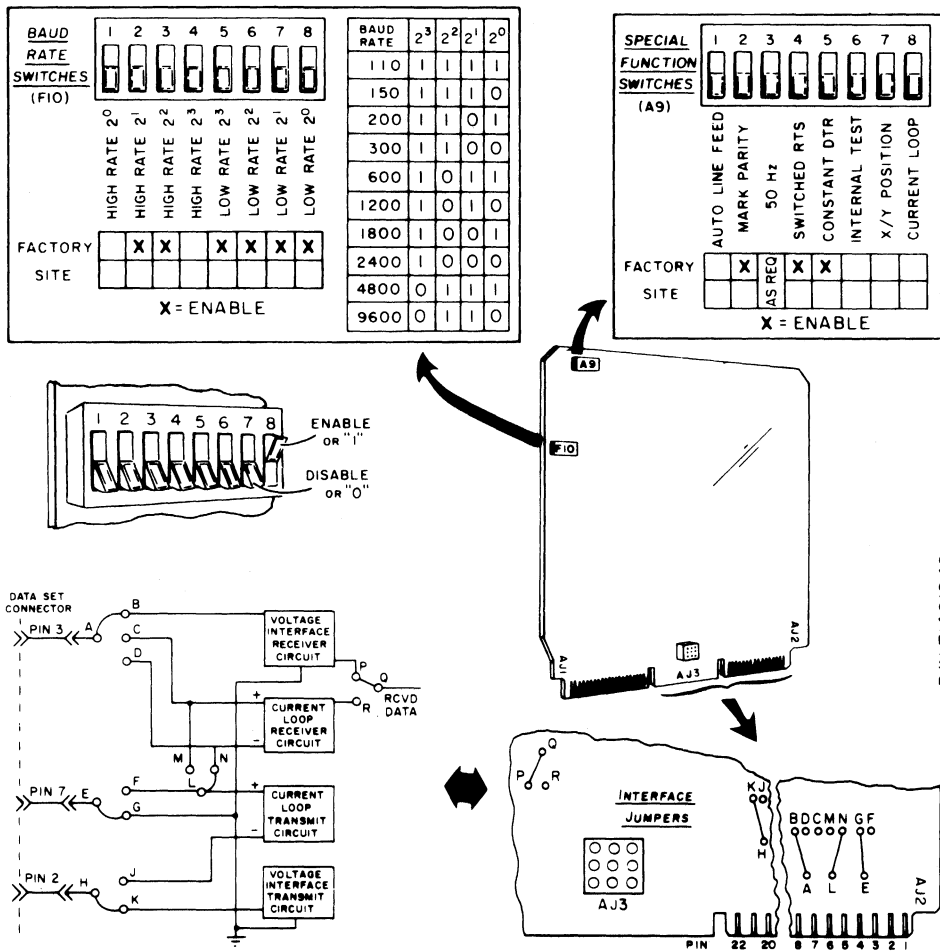 BAUD RATE SWITCHES (F10)
1 2 3 4 5 6 7 8
HIGH RATE 2⁰
HIGH RATE 2¹
HIGH RATE 2²
HIGH RATE 2³
LOW RATE 2³
LOW RATE 2²
LOW RATE 2¹
LOW RATE 2⁰
FACTORY X X X X X X
SITE
X = ENABLE
BAUD RATE 2³ 2² 2¹ 2⁰
110 1 1 1 1
150 1 1 1 0
200 1 1 0 1
300 1 1 0 0
600 1 0 1 1
1200 1 0 1 0
1800 1 0 0 1
2400 1 0 0 0
4800 0 1 1 1
9600 0 1 1 0
SPECIAL FUNCTION SWITCHES (A9)
1 2 3 4 5 6 7 8
AUTO LINE FEED
MARK PARITY
50 Hz
SWITCHED RTS
CONSTANT DTR
INTERNAL TEST
X/Y POSITION
CURRENT LOOP
FACTORY X AS REQ X X
SITE
X = ENABLE
1 2 3 4 5 6 7 8
ENABLE
OR "1"
DISABLE
OR "0"
A9
F10
AJ1
AJ3
AJ2
DATA SET
CONNECTOR
PIN 3
A
B
C
D
VOLTAGE
INTERFACE
RECEIVER
CIRCUIT
P
Q
R
RCVD
DATA
+
-
CURRENT
LOOP
RECEIVER
CIRCUIT
M
N
L
PIN 7
E
F
G
+
-
CURRENT
LOOP
TRANSMIT
CIRCUIT
PIN 2
H
J
K
VOLTAGE
INTERFACE
TRANSMIT
CIRCUIT
Q
P R
INTERFACE
JUMPERS
AJ3
K J
H
B D C M N G F
A L E
AJ2
PIN 22 20 8 7 6 5 4 3 2 1